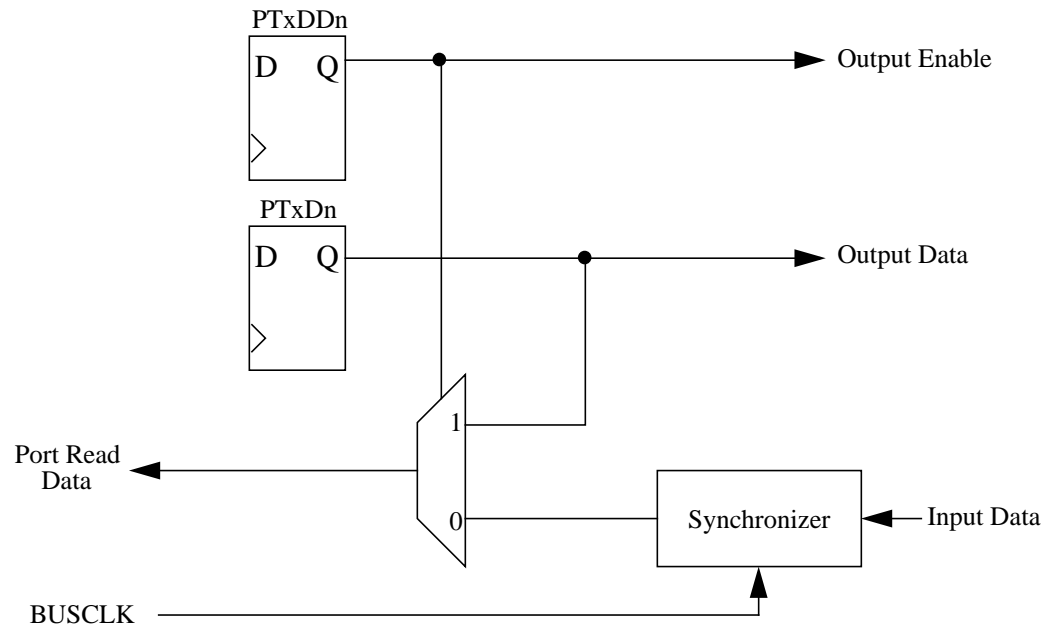 PTxDDn
D Q
Output Enable
PTxDn
D Q
Output Data
1
Port Read
Data
0
Synchronizer
Input Data
BUSCLK